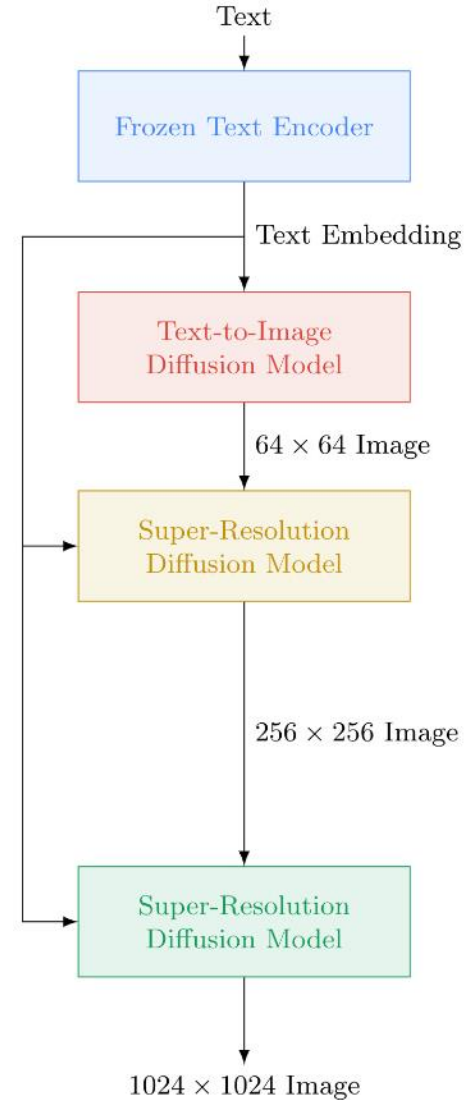 Text
Frozen Text Encoder
Text Embedding
Text-to-Image
Diffusion Model
64 × 64 Image
Super-Resolution
Diffusion Model
256 × 256 Image
Super-Resolution
Diffusion Model
1024 × 1024 Image